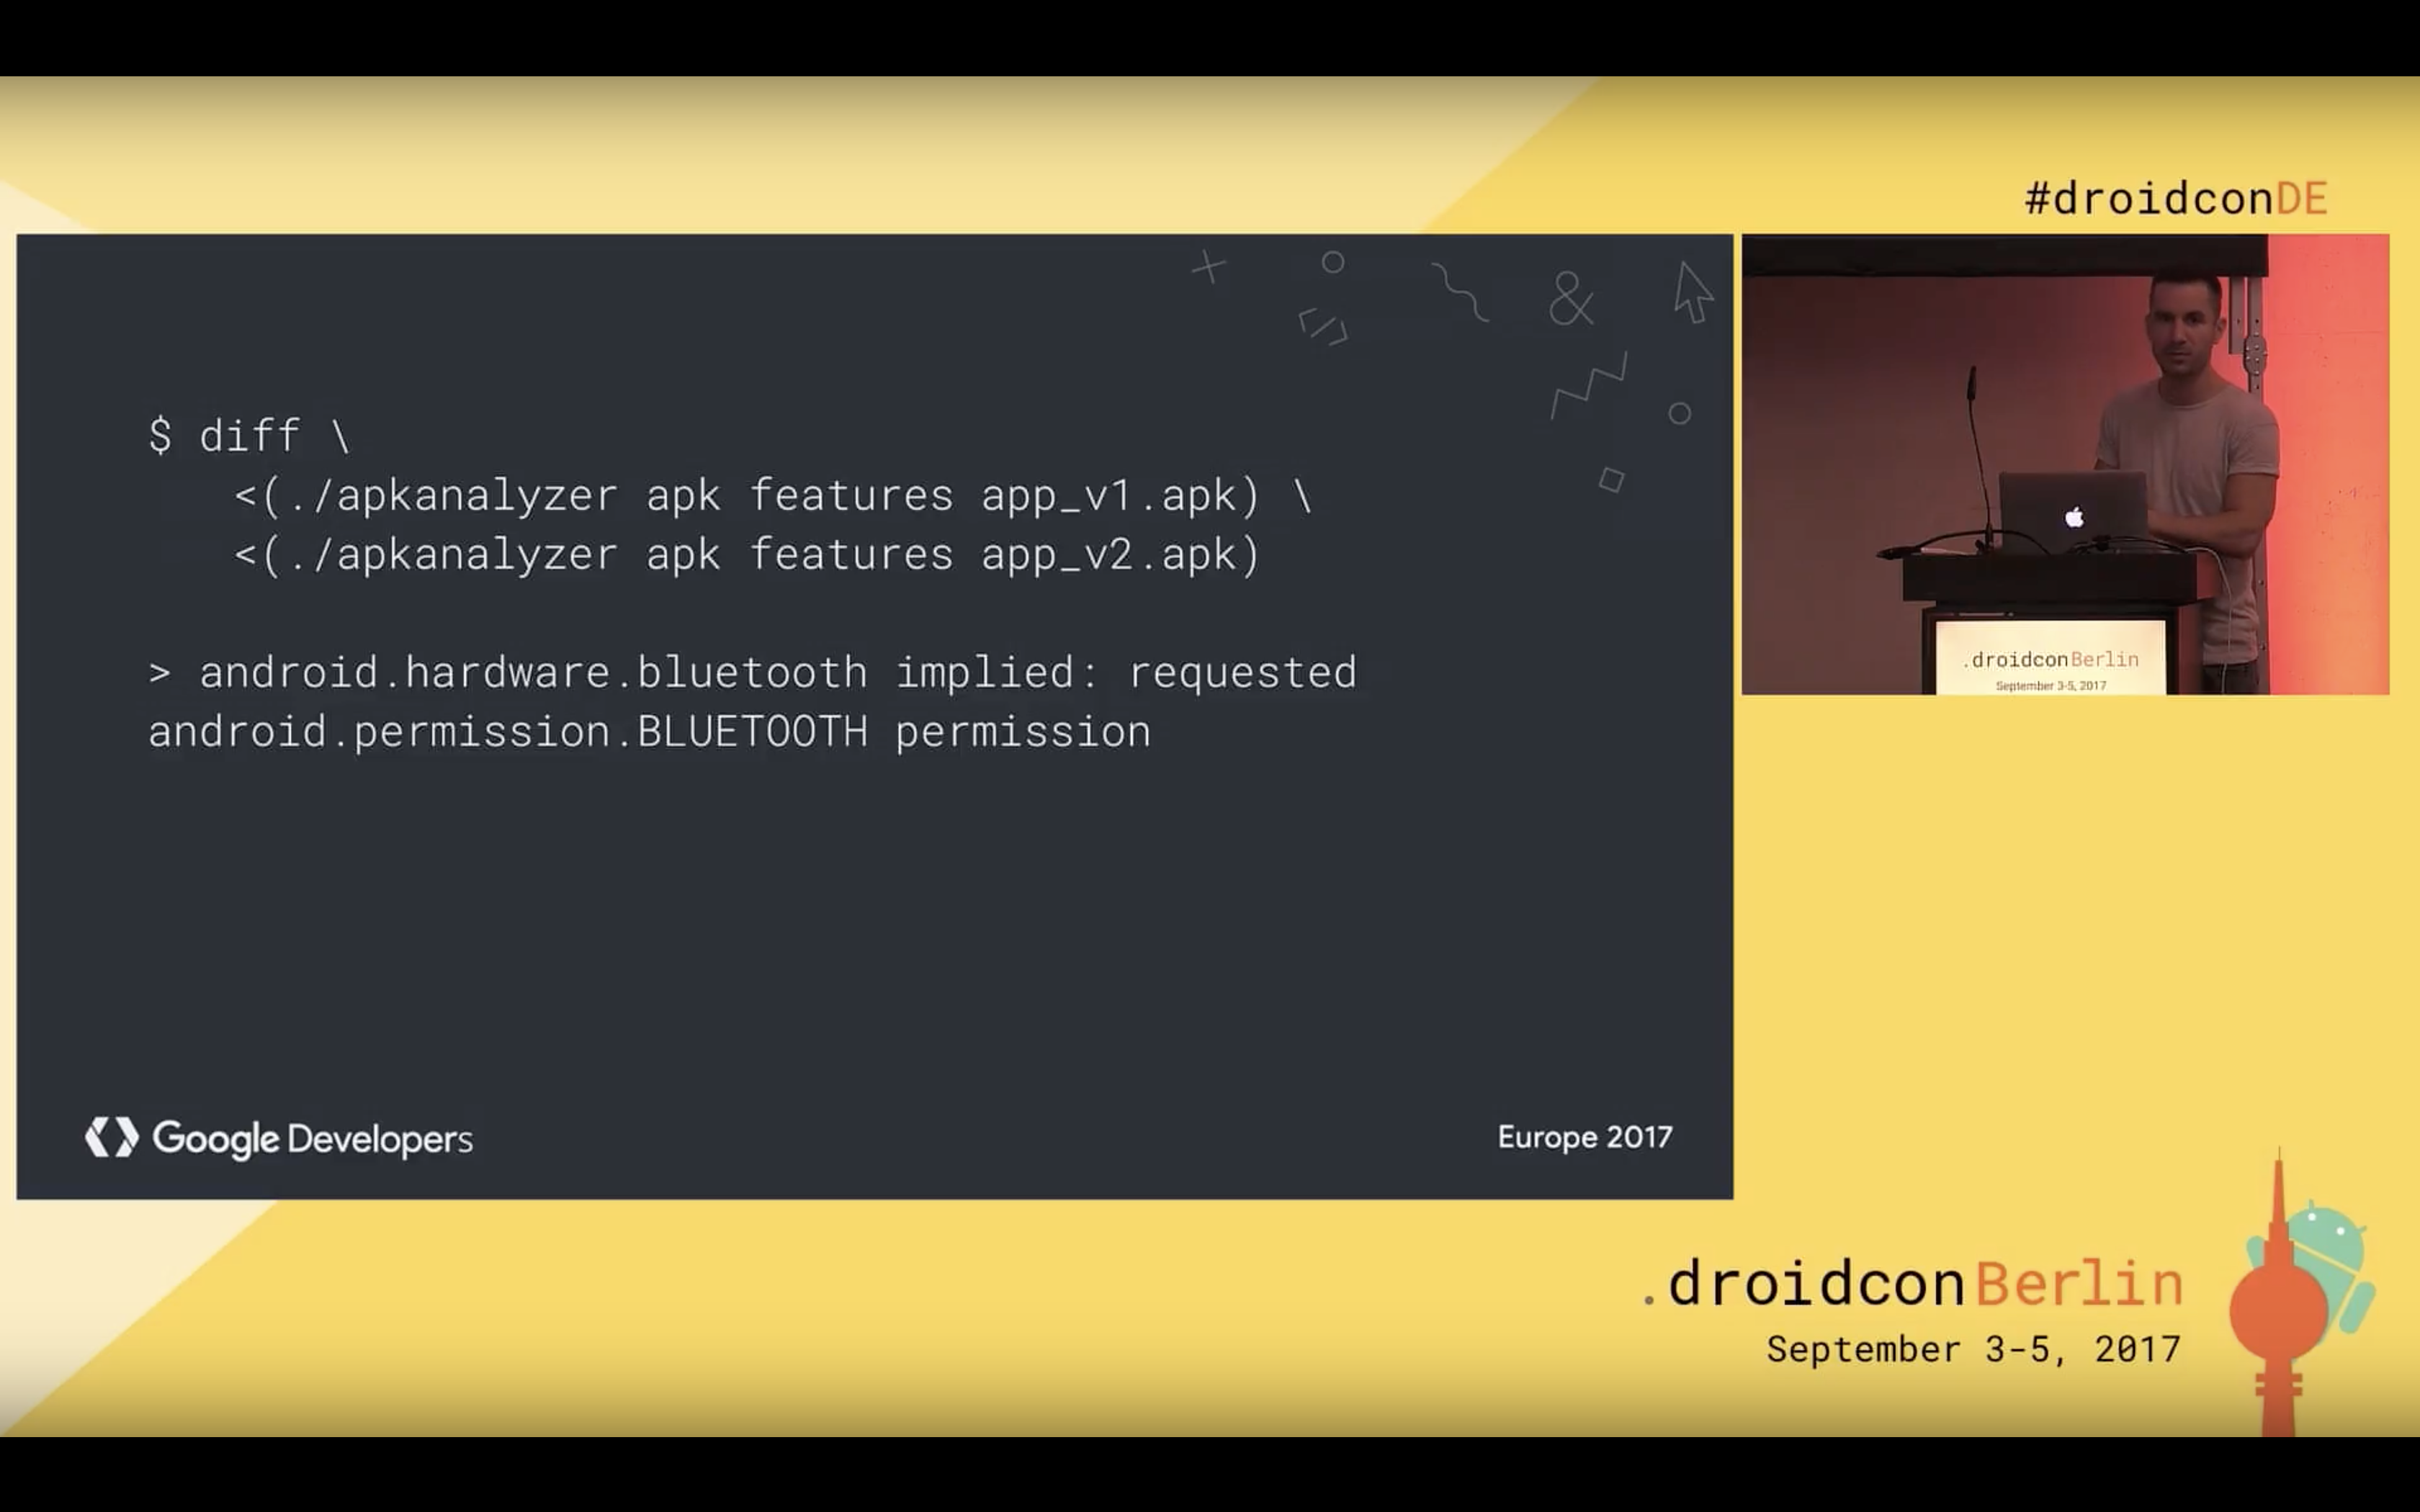 #droidconDE
$ diff \
<(./apkanalyzer apk features app_v1.apk) \
<(./apkanalyzer apk features app_v2.apk)
> android.hardware.bluetooth implied: requested
android.permission.BLUETOOTH permission
Google Developers
Europe 2017
.droidconBerlin
September 3-5, 2017
.droidconBerlin
September 3-5, 2017